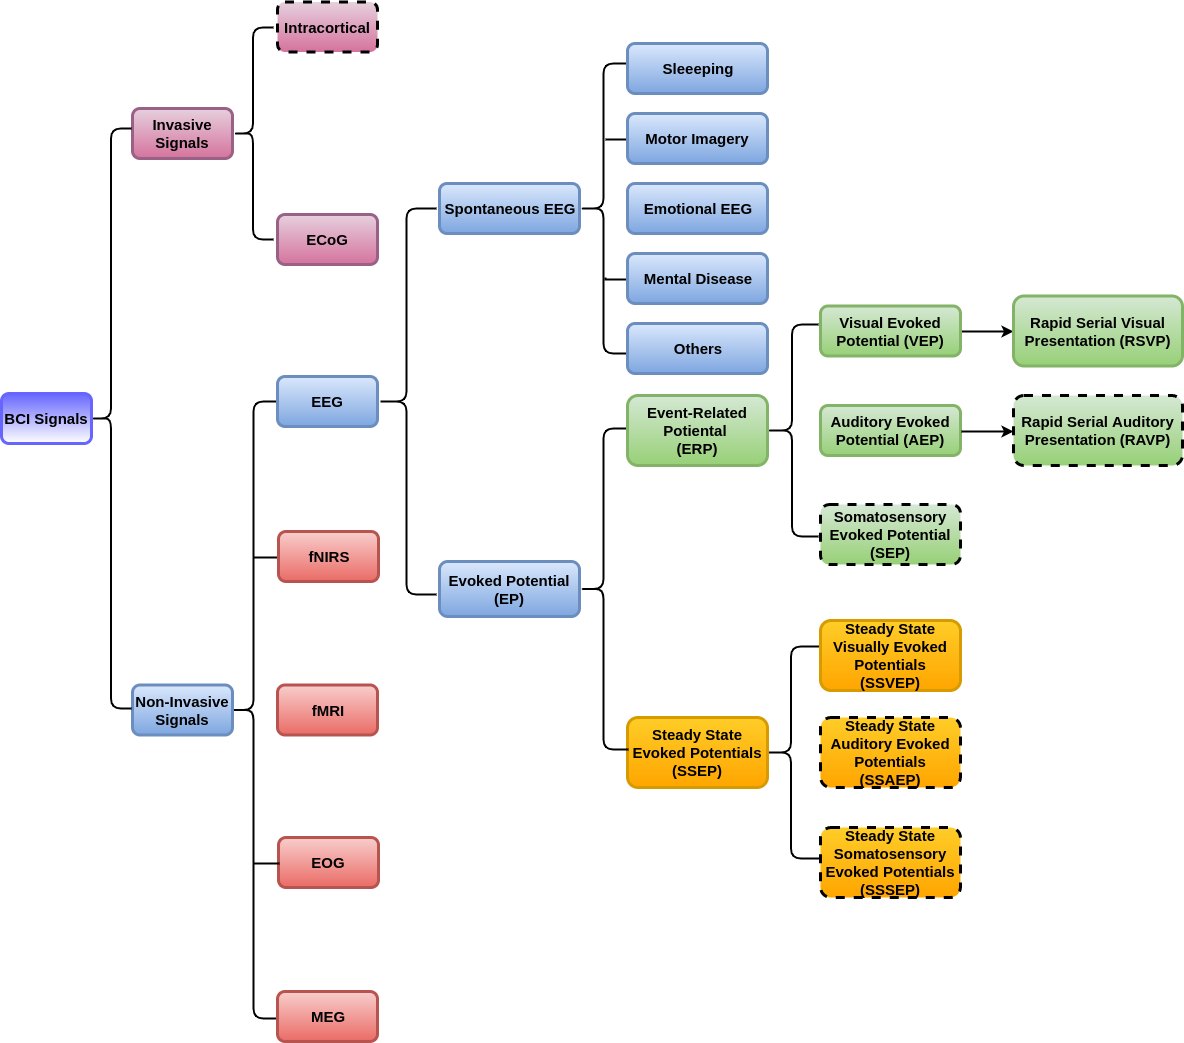 Intracortical
Invasive
Signals
ECoG
BCI Signals
Non-Invasive
Signals
EEG
fNIRS
fMRI
EOG
MEG
Spontaneous EEG
Evoked Potential
(EP)
Sleeeping
Motor Imagery
Emotional EEG
Mental Disease
Others
Event-Related
Potiental
(ERP)
Steady State
Evoked Potentials
(SSEP)
Visual Evoked
Potential (VEP)
Auditory Evoked
Potential (AEP)
Somatosensory
Evoked Potential
(SEP)
Steady State
Visually Evoked
Potentials
(SSVEP)
Steady State
Auditory Evoked
Potentials
(SSAEP)
Steady State
Somatosensory
Evoked Potentials
(SSSEP)
Rapid Serial Visual
Presentation (RSVP)
Rapid Serial Auditory
Presentation (RAVP)